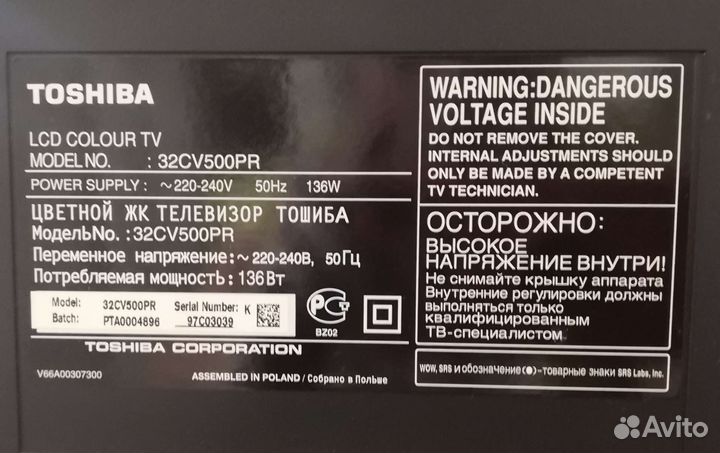 TOSHIBA
LCD COLOUR TV
MODEL NO. : 32CV500PR
POWER SUPPLY : ~220-240V 50Hz 136W
ЦВЕТНОЙ ЖК ТЕЛЕВИЗОР ТОШИБА
МодельNo. :32CV500PR
Переменное напряжение:~ 220-240В, 50Гц
Потребляемая мощность: 136Вт
Model: 32CV500PR Serial Number: K
Batch: PTA0004896 97C03039
РСТ
BZ02
TOSHIBA CORPORATION
V66A00307300
ASSEMBLED IN POLAND / Собрано в Польше
WARNING:DANGEROUS
VOLTAGE INSIDE
DO NOT REMOVE THE COVER.
INTERNAL ADJUSTMENTS SHOULD
ONLY BE MADE BY A COMPETENT
TV TECHNICIAN.
ОСТОРОЖНО:
ВЫСОКОЕ
НАПРЯЖЕНИЕ ВНУТРИ!
Не снимайте крышку аппарата
Внутренние регулировки должны
выполняться только
квалифицированным
ТВ-специалистом
WOW, SRS и обозначение(●)-товарные знаки SRS Labs, Inc.
Avito